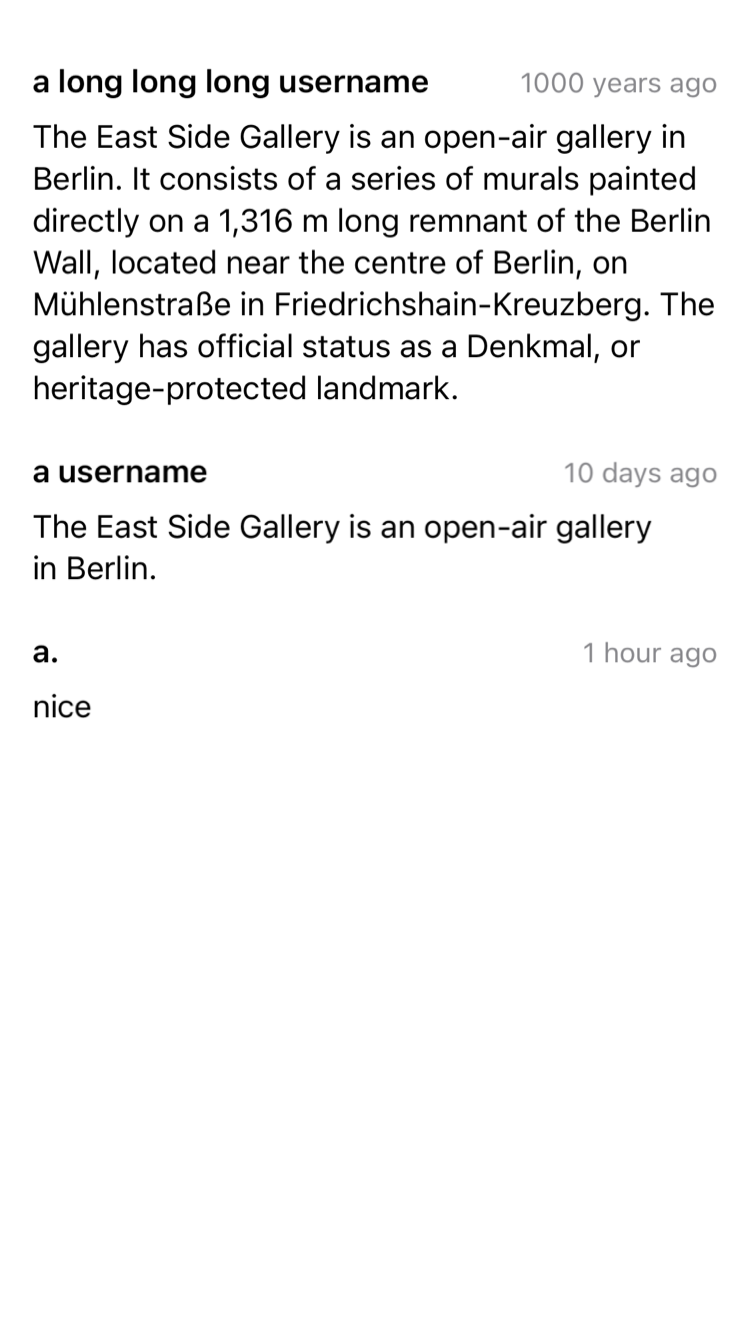 a long long long username 1000 years ago
The East Side Gallery is an open-air gallery in
Berlin. It consists of a series of murals painted
directly on a 1,316 m long remnant of the Berlin
Wall, located near the centre of Berlin, on
Mühlenstraße in Friedrichshain-Kreuzberg. The
gallery has official status as a Denkmal, or
heritage-protected landmark.
a username 10 days ago
The East Side Gallery is an open-air gallery
in Berlin.
a. 1 hour ago
nice